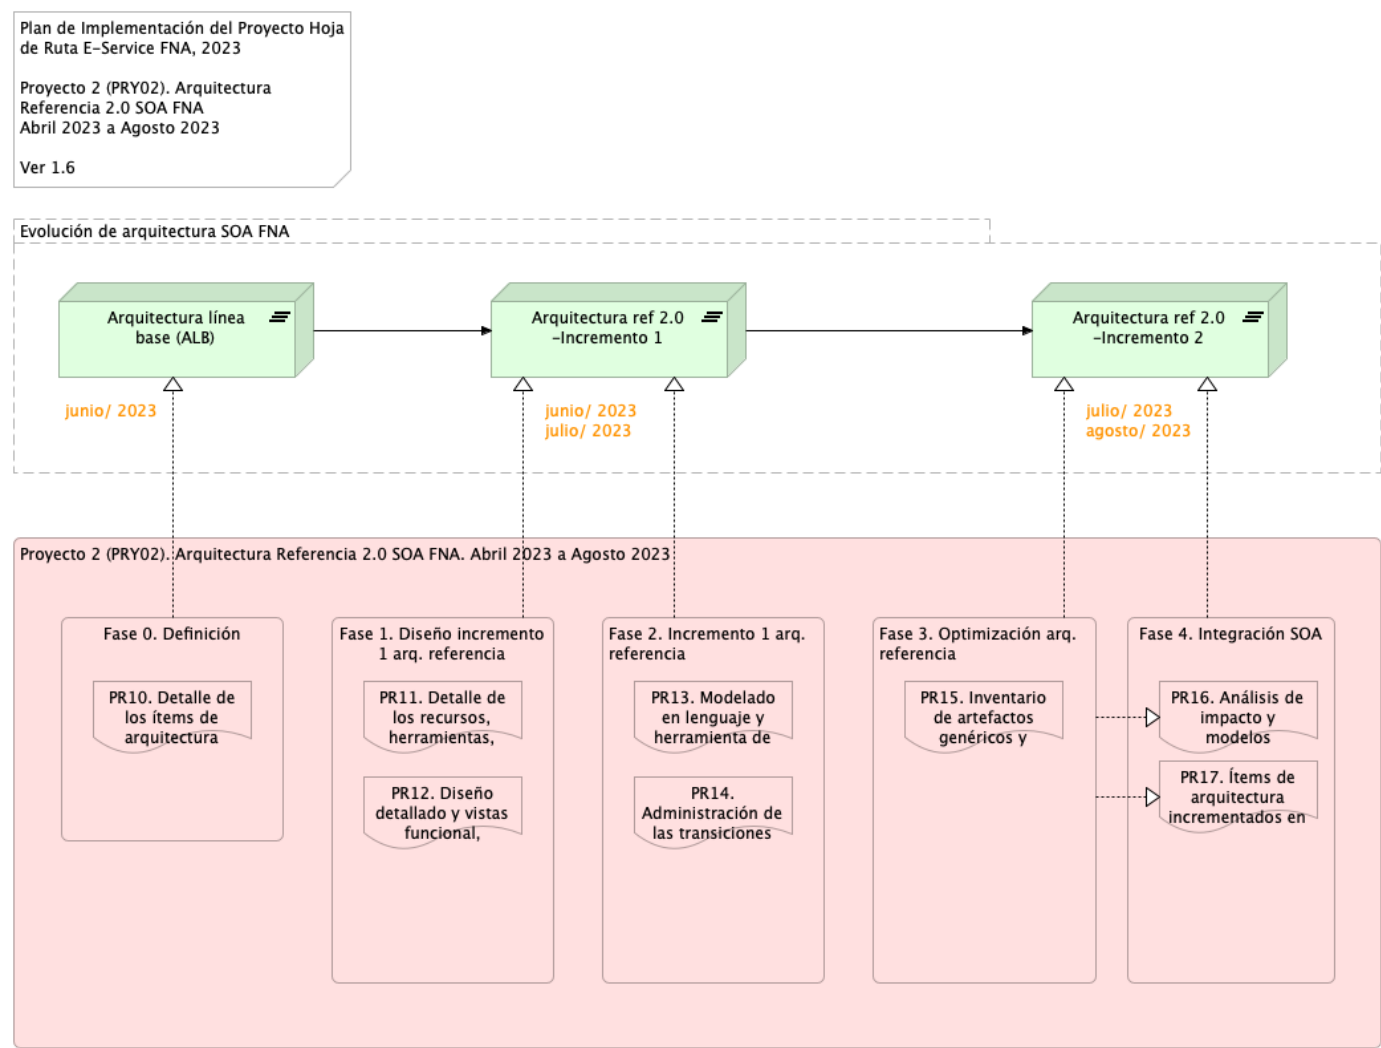 Plan de Implementación del Proyecto Hoja
de Ruta E-Service FNA, 2023
Proyecto 2 (PRY02). Arquitectura
Referencia 2.0 SOA FNA
Abril 2023 a Agosto 2023
Ver 1.6
Evolución de arquitectura SOA FNA
Arquitectura línea
base (ALB)
Arquitectura ref 2.0
-Incremento 1
Arquitectura ref 2.0
-Incremento 2
junio/ 2023
junio/ 2023
julio/ 2023
julio/ 2023
agosto/ 2023
Proyecto 2 (PRY02). Arquitectura Referencia 2.0 SOA FNA. Abril 2023 a Agosto 2023
Fase 0. Definición
PR10. Detalle de
los ítems de
arquitectura
Fase 1. Diseño incremento
1 arq. referencia
PR11. Detalle de
los recursos,
herramientas,
PR12. Diseño
detallado y vistas
funcional,
Fase 2. Incremento 1 arq.
referencia
PR13. Modelado
en lenguaje y
herramienta de
PR14.
Administración de
las transiciones
Fase 3. Optimización arq.
referencia
PR15. Inventario
de artefactos
genéricos y
Fase 4. Integración SOA
PR16. Análisis de
impacto y
modelos
PR17. Ítems de
arquitectura
incrementados en